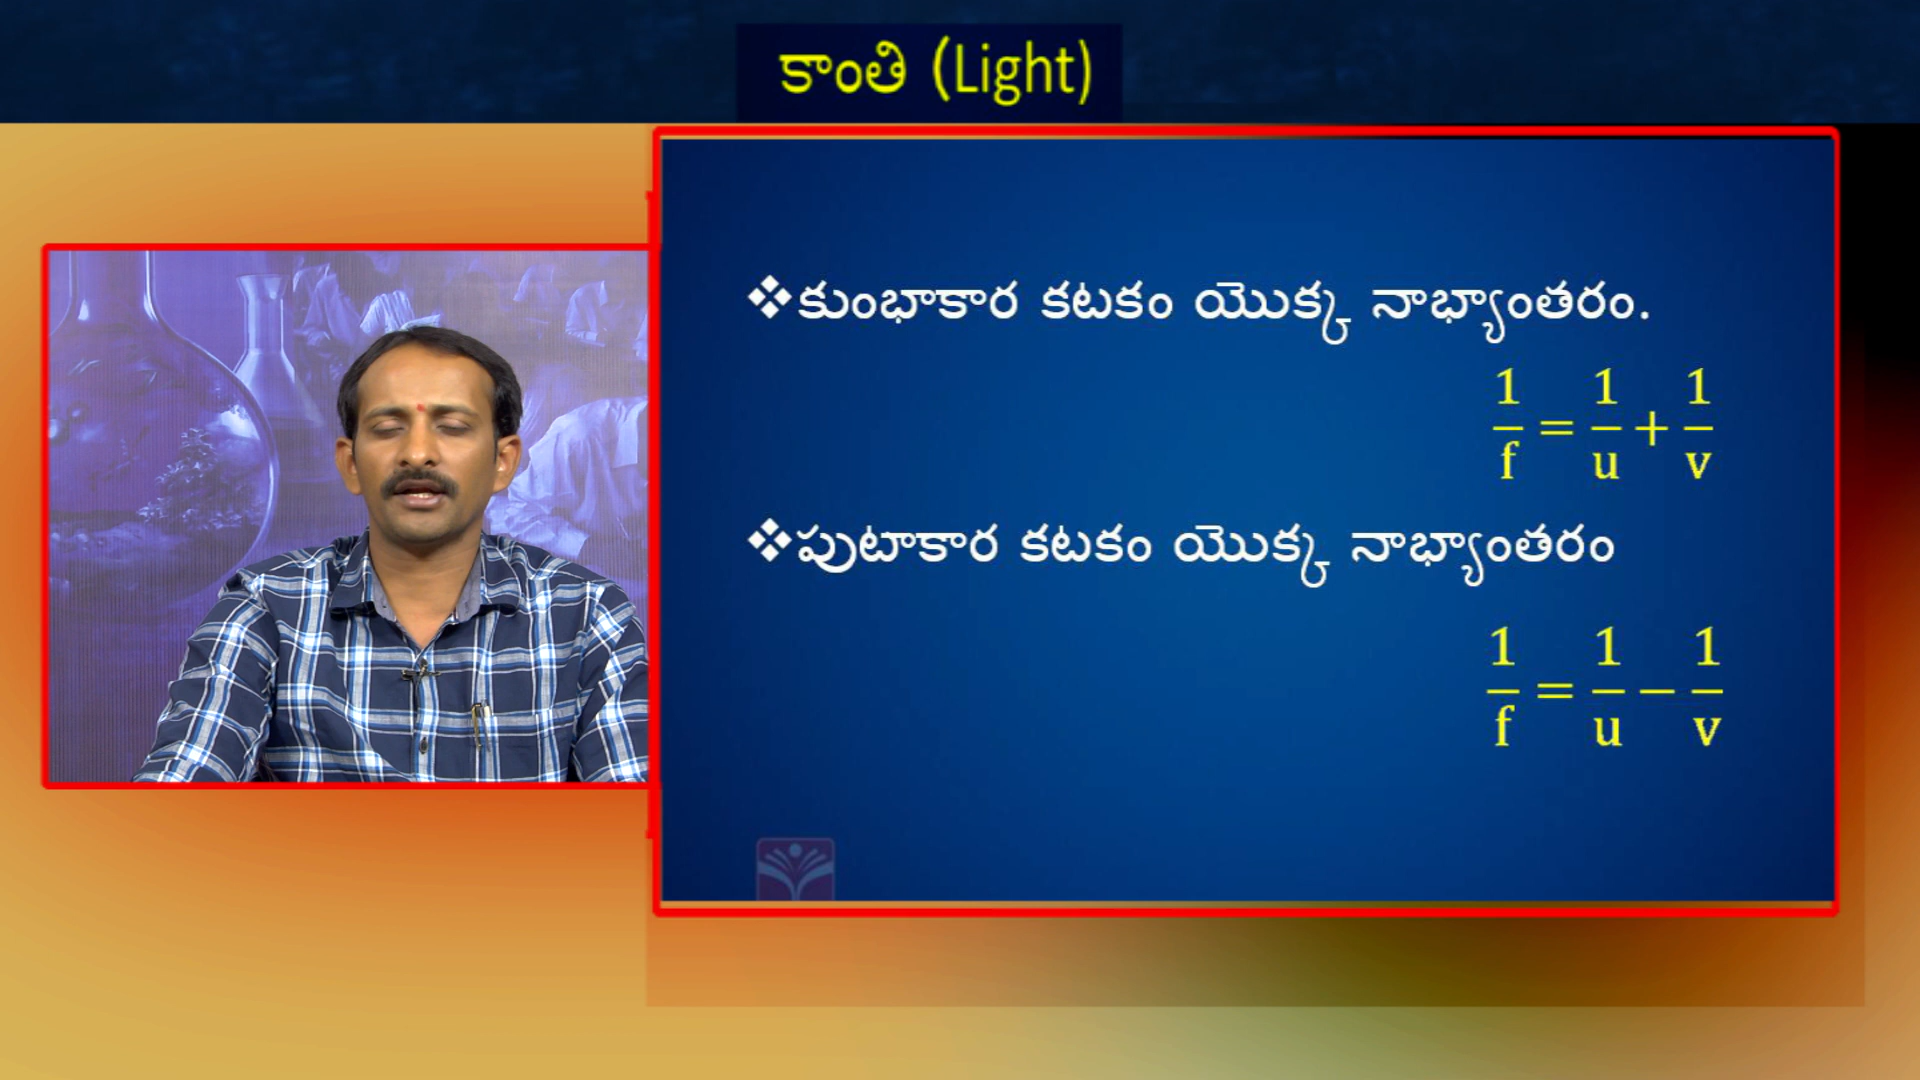 కాంతి (Light)
❖కుంభాకార కటకం యొక్క నాభ్యాంతరం.
1/f = 1/u + 1/v
❖పుటాకార కటకం యొక్క నాభ్యాంతరం
1/f = 1/u − 1/v